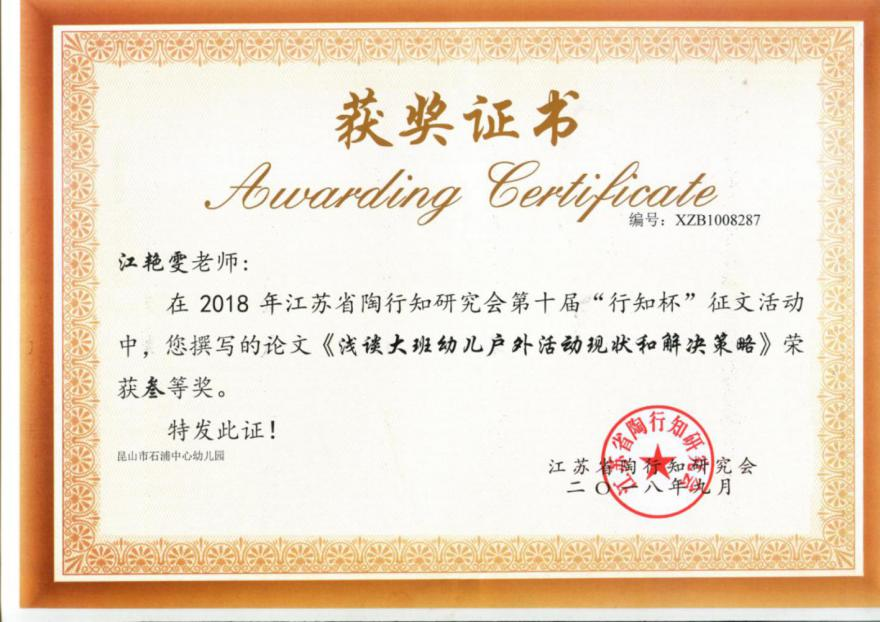 获奖证书
Awarding Certificate
编号：XZB1008287
江艳雯老师：
在 2018 年江苏省陶行知研究会第十届“行知杯”征文活动
中，您撰写的论文《浅谈大班幼儿户外活动现状和解决策略》荣
获叁等奖。
特发此证！
昆山市石浦中心幼儿园
江苏省陶行知研究会
江苏省陶行知研究会
二〇一八年九月